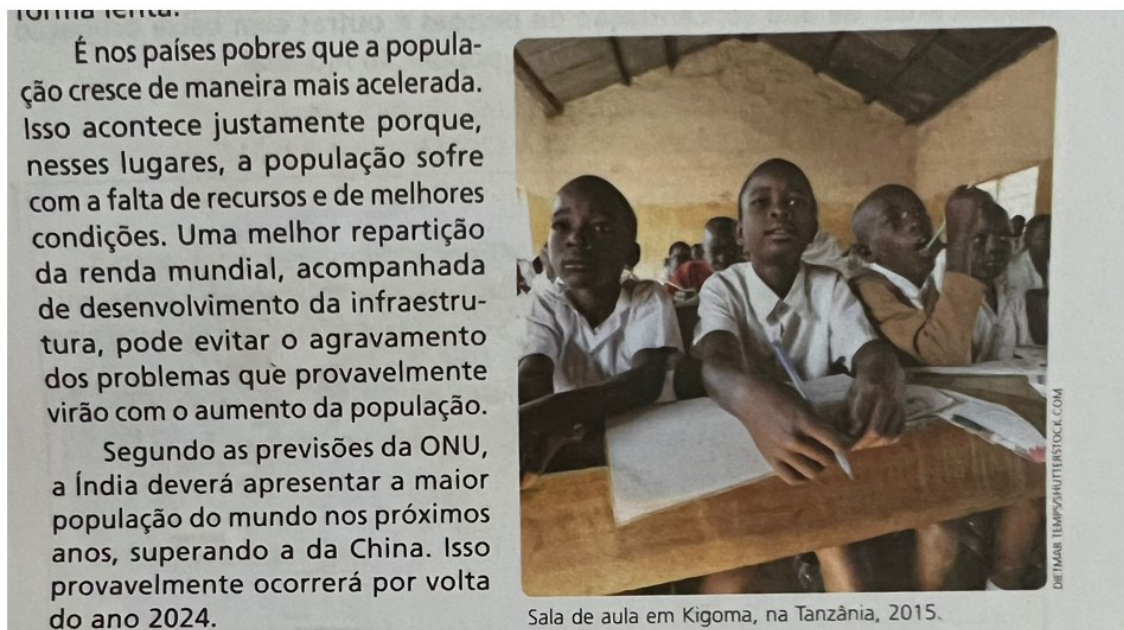 forma lenta.
É nos países pobres que a popula-
ção cresce de maneira mais acelerada.
Isso acontece justamente porque,
nesses lugares, a população sofre
com a falta de recursos e de melhores
condições. Uma melhor repartição
da renda mundial, acompanhada
de desenvolvimento da infraestru-
tura, pode evitar o agravamento
dos problemas que provavelmente
virão com o aumento da população.
Segundo as previsões da ONU,
a Índia deverá apresentar a maior
população do mundo nos próximos
anos, superando a da China. Isso
provavelmente ocorrerá por volta
do ano 2024.
DIETMAR TEMPS/SHUTTERSTOCK.COM
Sala de aula em Kigoma, na Tanzânia, 2015.